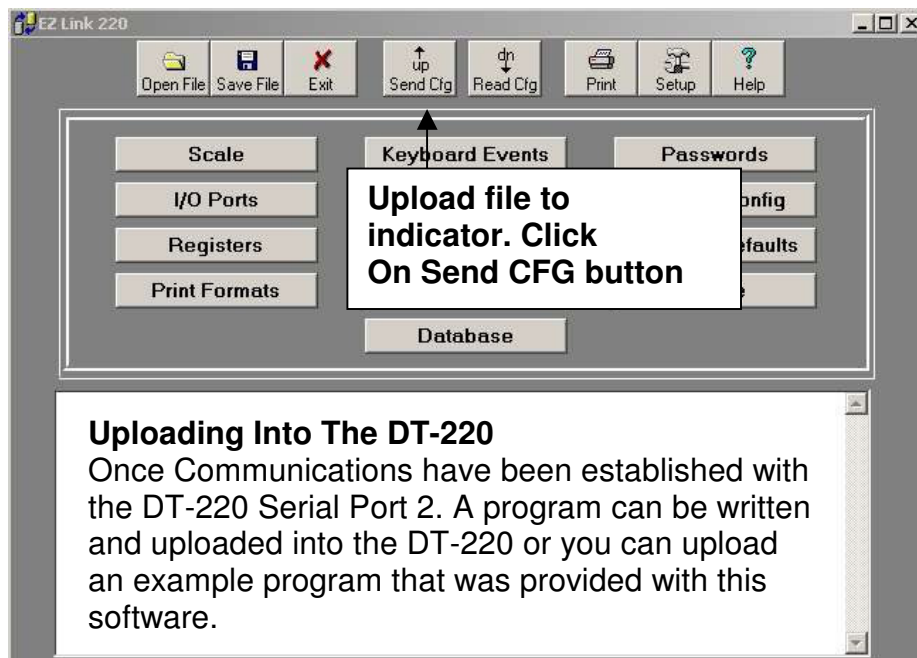 EZ Link 220
Open File Save File Exit up Send Cfg dn Read Cfg Print Setup Help
Scale Keyboard Events Passwords
I/O Ports
Registers
Print Formats
Upload file to
indicator. Click
On Send CFG button
Database
Uploading Into The DT-220
Once Communications have been established with
the DT-220 Serial Port 2. A program can be written
and uploaded into the DT-220 or you can upload
an example program that was provided with this
software.